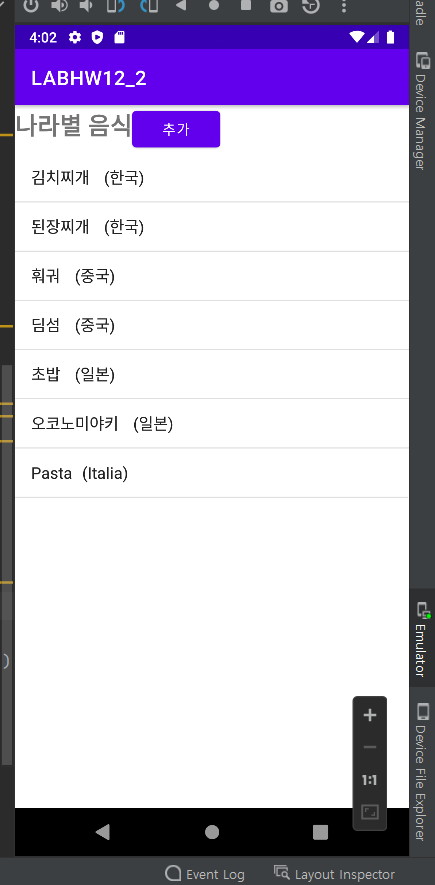 4:02
LABHW12_2
나라별 음식 추가
김치찌개 (한국)
된장찌개 (한국)
훠궈 (중국)
딤섬 (중국)
초밥 (일본)
오코노미야키 (일본)
Pasta (Italia)
1:1
Device Manager
Emulator
Device File Explorer
Event Log Layout Inspector